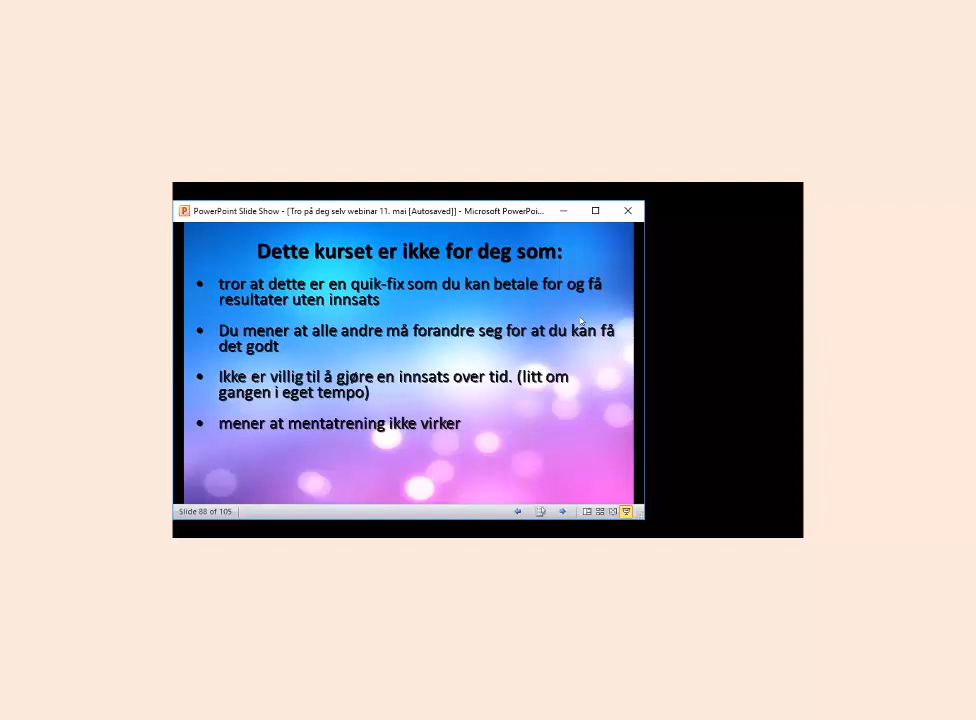 PowerPoint Slide Show - [Tro på deg selv webinar 11. mai [Autosaved]] - Microsoft PowerPoi...
Dette kurset er ikke for deg som:
• tror at dette er en quik-fix som du kan betale for og få
resultater uten innsats
• Du mener at alle andre må forandre seg for at du kan få
det godt
• Ikke er villig til å gjøre en innsats over tid. (litt om
gangen i eget tempo)
• mener at mentatrening ikke virker
Slide 88 of 105